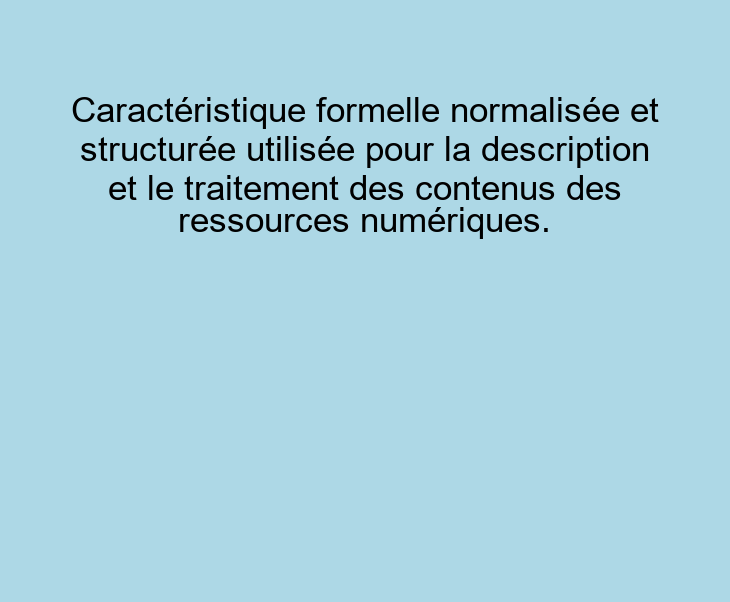 Caractéristique formelle normalisée et
structurée utilisée pour la description
et le traitement des contenus des
ressources numériques.